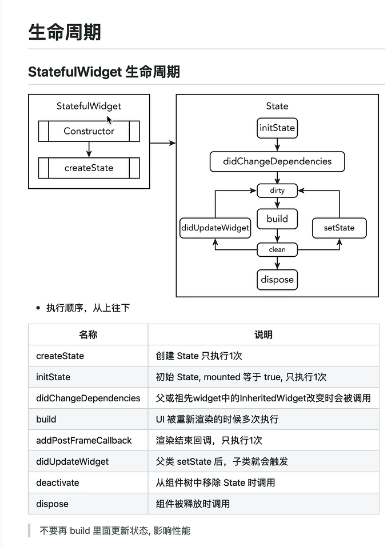 生命周期
StatefulWidget 生命周期
StatefulWidget
Constructor
createState
State
initState
didChangeDependencies
dirty
build
didUpdateWidget
setState
clean
dispose
执行顺序，从上往下
名称 说明
createState 创建 State 只执行1次
initState 初始 State, mounted 等于 true, 只执行1次
didChangeDependencies 父或祖先widget中的InheritedWidget改变时会被调用
build UI 被重新渲染的时候多次执行
addPostFrameCallback 渲染结束回调，只执行1次
didUpdateWidget 父类 setState 后，子类就会触发
deactivate 从组件树中移除 State 时调用
dispose 组件被释放时调用
不要再 build 里面更新状态, 影响性能